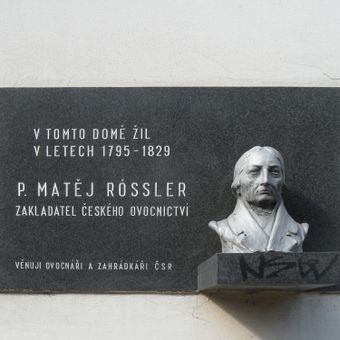 V TOMTO DOMĚ ŽIL
V LETECH 1795-1829
P. MATĚJ RÖSSLER
ZAKLADATEL ČESKÉHO OVOCNICTVÍ
VĚNUJÍ OVOCNÁŘI A ZAHRÁDKÁŘI ČSR